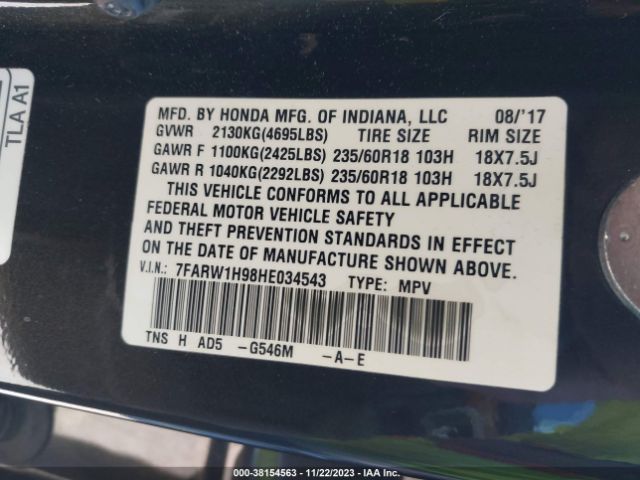 TLA A1
MFD. BY HONDA MFG. OF INDIANA, LLC 08/'17
GVWR 2130KG(4695LBS) TIRE SIZE RIM SIZE
GAWR F 1100KG(2425LBS) 235/60R18 103H 18X7.5J
GAWR R 1040KG(2292LBS) 235/60R18 103H 18X7.5J
THIS VEHICLE CONFORMS TO ALL APPLICABLE
FEDERAL MOTOR VEHICLE SAFETY
AND THEFT PREVENTION STANDARDS IN EFFECT
ON THE DATE OF MANUFACTURE SHOWN ABOVE.
V.I.N.: 7FARW1H98HE034543 TYPE: MPV
TNS H AD5 -G546M -A-E
000-38154563 - 11/22/2023 - IAA Inc.